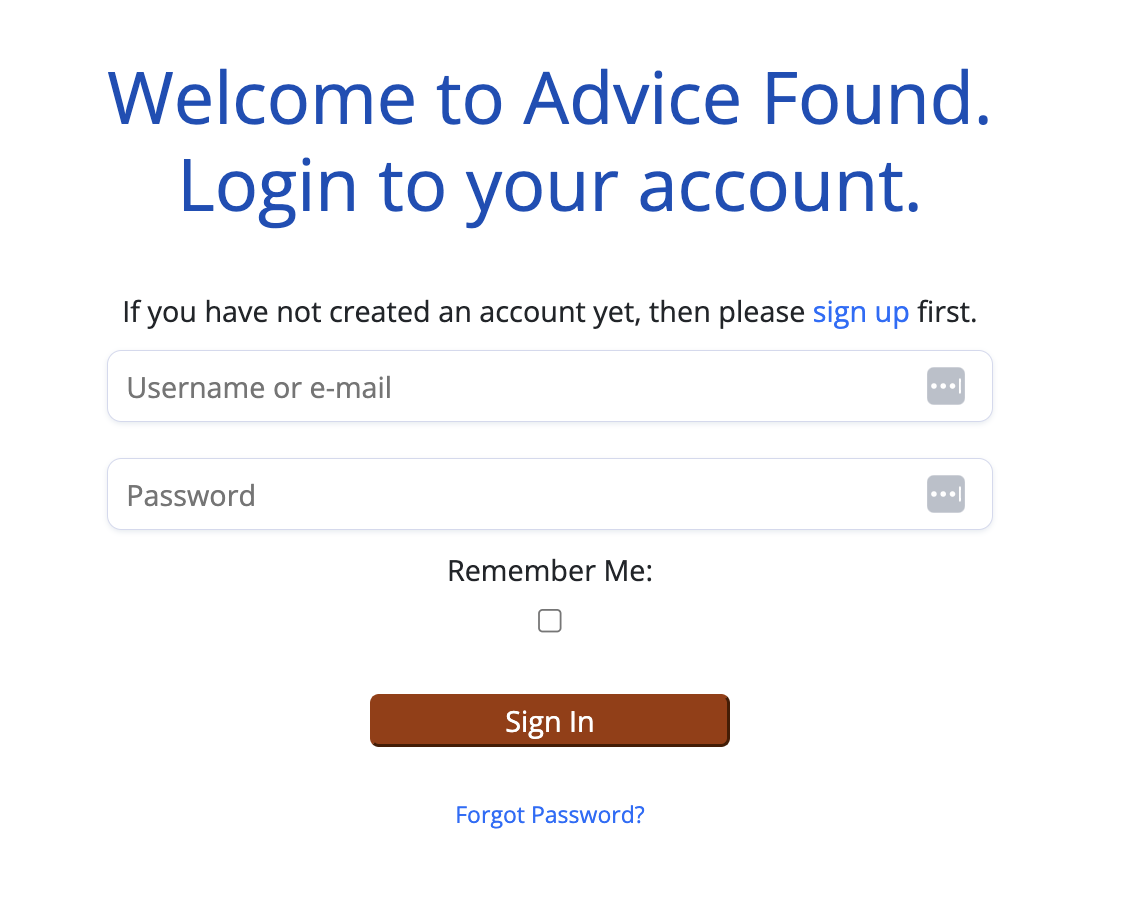 Welcome to Advice Found.
Login to your account.
If you have not created an account yet, then please sign up first.
Username or e-mail
Password
Remember Me:
Sign In
Forgot Password?